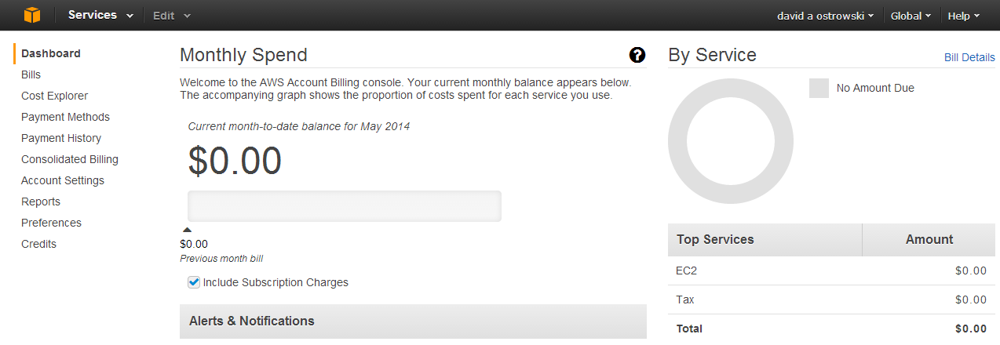 Services Edit david a ostrowski Global Help
Dashboard
Bills
Cost Explorer
Payment Methods
Payment History
Consolidated Billing
Account Settings
Reports
Preferences
Credits
Monthly Spend ?
Welcome to the AWS Account Billing console. Your current monthly balance appears below.
The accompanying graph shows the proportion of costs spent for each service you use.
Current month-to-date balance for May 2014
$0.00
$0.00
Previous month bill
Include Subscription Charges
Alerts & Notifications
By Service Bill Details
No Amount Due
Top Services Amount
EC2 $0.00
Tax $0.00
Total $0.00